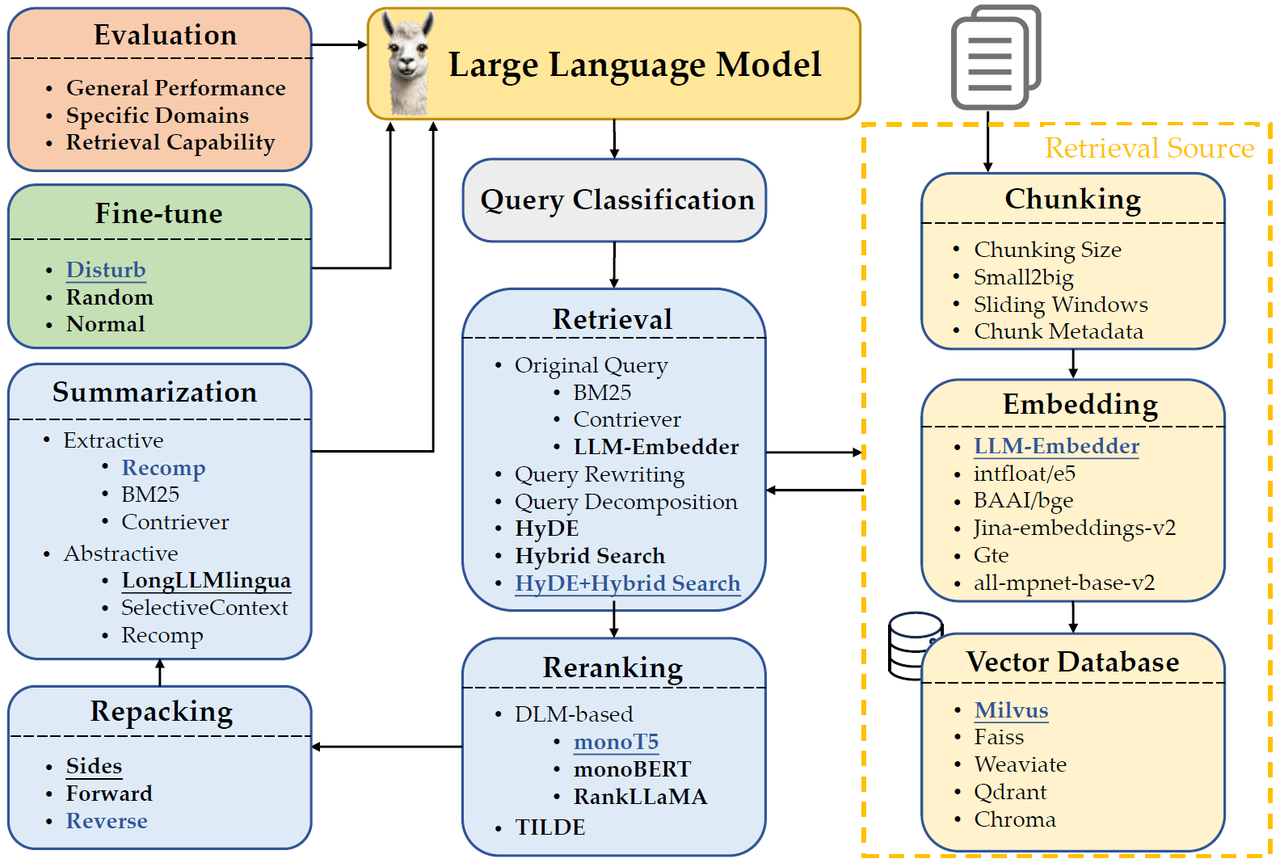 Evaluation
• General Performance
• Specific Domains
• Retrieval Capability
Large Language Model
Fine-tune
• Disturb
• Random
• Normal
Query Classification
Summarization
• Extractive
• Recomp
• BM25
• Contriever
• Abstractive
• LongLLMlingua
• SelectiveContext
• Recomp
Retrieval
• Original Query
• BM25
• Contriever
• LLM-Embedder
• Query Rewriting
• Query Decomposition
• HyDE
• Hybrid Search
• HyDE+Hybrid Search
Repacking
• Sides
• Forward
• Reverse
Reranking
• DLM-based
• monoT5
• monoBERT
• RankLLaMA
• TILDE
Retrieval Source
Chunking
• Chunking Size
• Small2big
• Sliding Windows
• Chunk Metadata
Embedding
• LLM-Embedder
• intfloat/e5
• BAAI/bge
• Jina-embeddings-v2
• Gte
• all-mpnet-base-v2
Vector Database
• Milvus
• Faiss
• Weaviate
• Qdrant
• Chroma